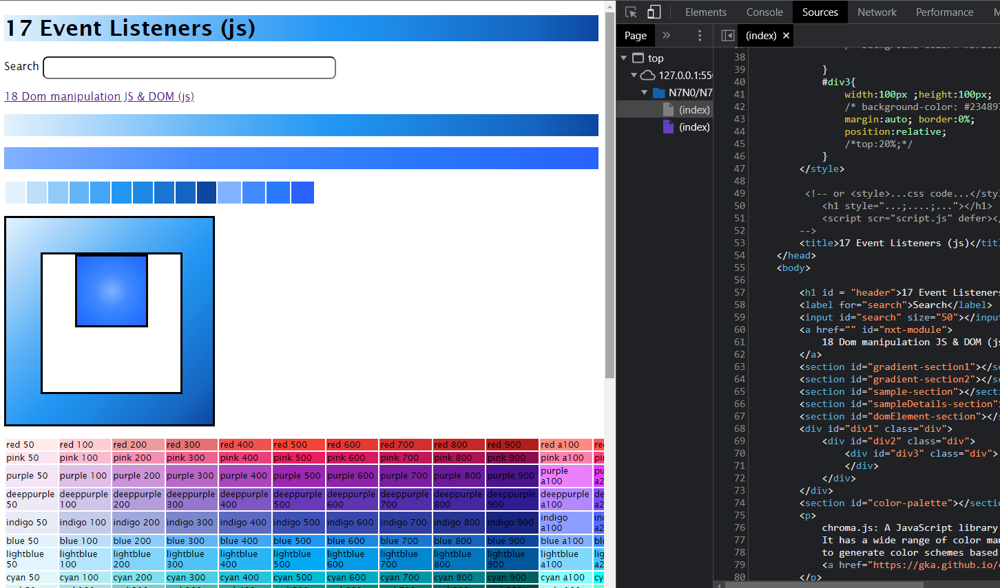 17 Event Listeners (js)
Search
18 Dom manipulation JS & DOM (js)
red 50 red 100 red 200 red 300 red 400 red 500 red 600 red 700 red 800 red 900 red a100 red
pink 50 pink 100 pink 200 pink 300 pink 400 pink 500 pink 600 pink 700 pink 800 pink 900 pink a100
purple 50 purple 100 purple 200 purple 300 purple 400 purple 500 purple 600 purple 700 purple 800 purple 900 purple a100
deeppurple 50 deeppurple 100 deeppurple 200 deeppurple 300 deeppurple 400 deeppurple 500 deeppurple 600 deeppurple 700 deeppurple 800 deeppurple 900 deeppurple a100
indigo 50 indigo 100 indigo 200 indigo 300 indigo 400 indigo 500 indigo 600 indigo 700 indigo 800 indigo 900 indigo a100
blue 50 blue 100 blue 200 blue 300 blue 400 blue 500 blue 600 blue 700 blue 800 blue 900 blue a100
lightblue 50 lightblue 100 lightblue 200 lightblue 300 lightblue 400 lightblue 500 lightblue 600 lightblue 700 lightblue 800 lightblue 900 lightblue a100
cyan 50 cyan 100 cyan 200 cyan 300 cyan 400 cyan 500 cyan 600 cyan 700 cyan 800 cyan 900 cyan a100
Elements Console Sources Network Performance
Page » (index) ×
top
127.0.0.1:55
N7N0/N7
(index)
(index)
38
39 }
40 #div3{
41 width:100px ;height:100px;
42 /* background-color: #23489
43 margin:auto; border:0%;
44 position:relative;
45 /*top:20%;*/
46 }
47 </style>
48
49 <!-- or <style>...css code...</sty
50 <h1 style="...;....;..."></h1>
51 <script scr="script.js" defer><
52 -->
53 <title>17 Event Listeners (js)</tit
54 </head>
55 <body>
56
57 <h1 id = "header">17 Event Listeners
58 <label for="search">Search</label>
59 <input id="search" size="50"></input
60 <a href="" id="nxt-module">
61 18 Dom manipulation JS & DOM (js
62 </a>
63 <section id="gradient-section1"></se
64 <section id="gradient-section2"></se
65 <section id="sample-section"></secti
66 <section id="sampleDetails-section"
67 <section id="domElement-section"></s
68 <div id="div1" class="div">
69 <div id="div2" class="div">
70 <div id="div3" class="div">
71 </div>
72 </div>
73 </div>
74 <section id="color-palette"></sectio
75 <p>
76 chroma.js: A JavaScript library
77 It has a wide range of color man
78 to generate color schemes based
79 <a href="https://gka.github.io/c
80 </p>